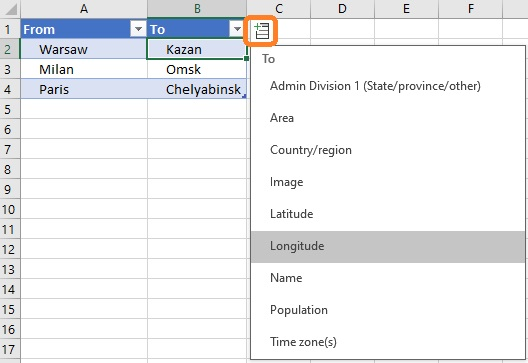 A B C D E F
1 From To
2 Warsaw Kazan
3 Milan Omsk
4 Paris Chelyabinsk
5
6
7
8
9
10
11
12
13
14
15
16
17
To
Admin Division 1 (State/province/other)
Area
Country/region
Image
Latitude
Longitude
Name
Population
Time zone(s)